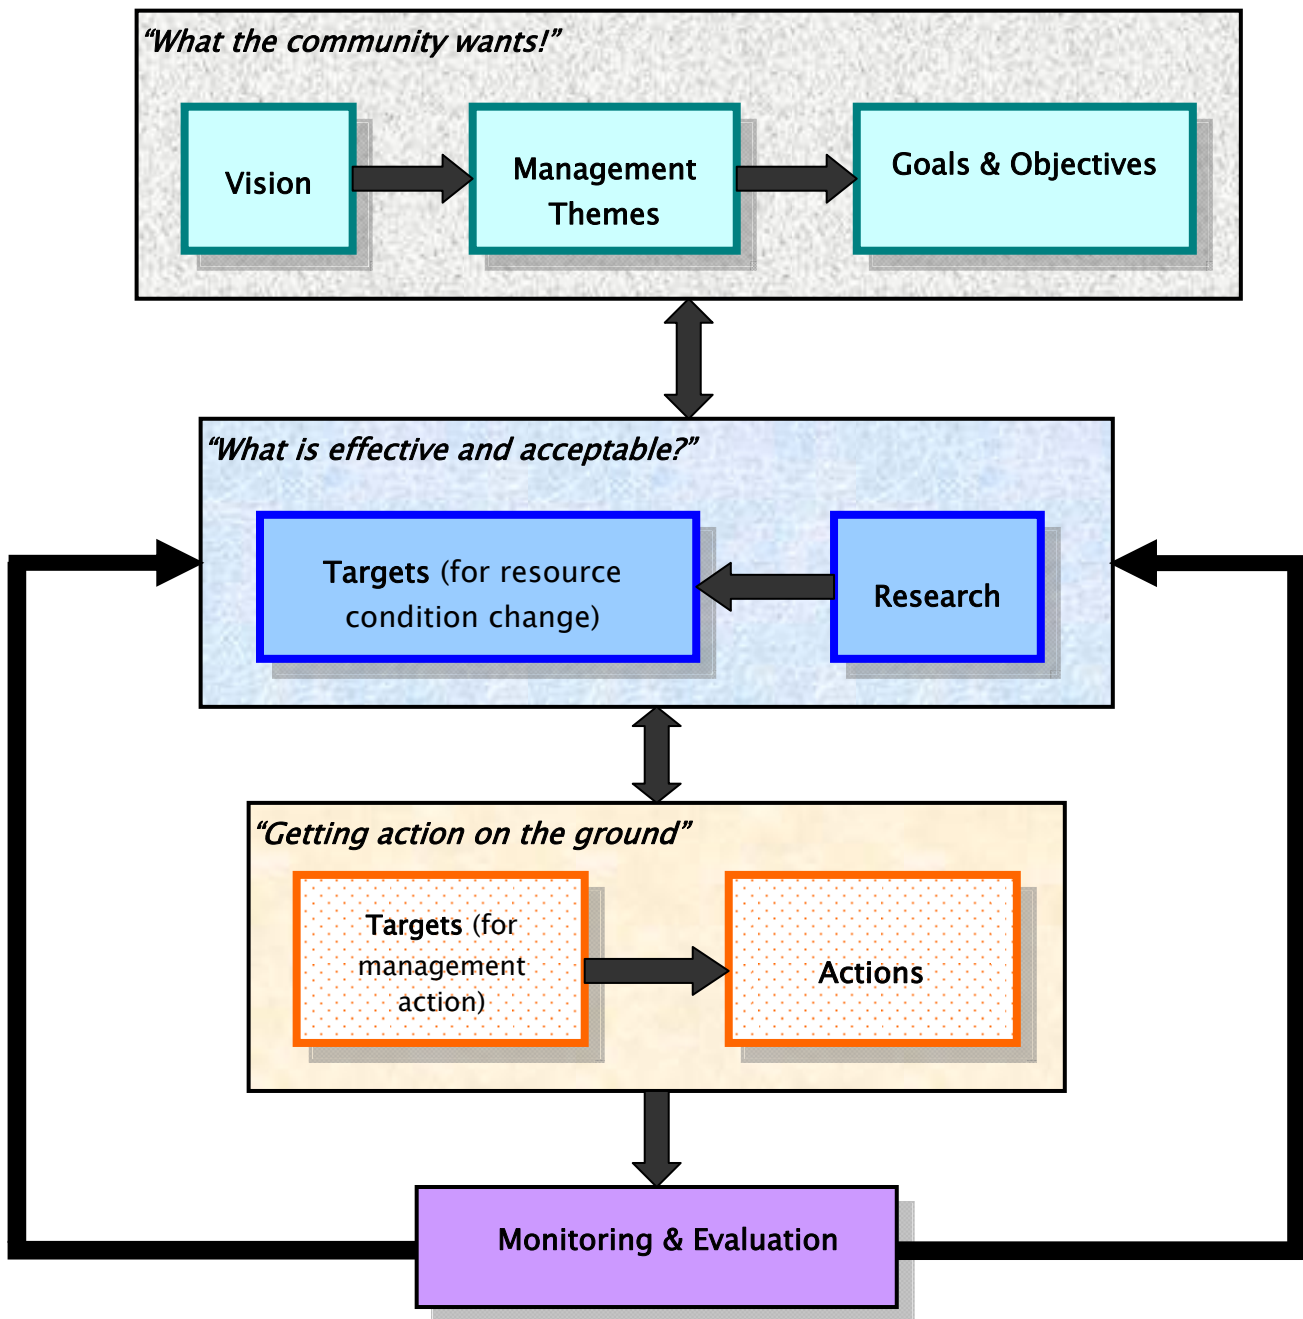 “What the community wants!”
Vision
Management
Themes
Goals & Objectives
“What is effective and acceptable?”
Targets (for resource
condition change)
Research
“Getting action on the ground”
Targets (for
management
action)
Actions
Monitoring & Evaluation